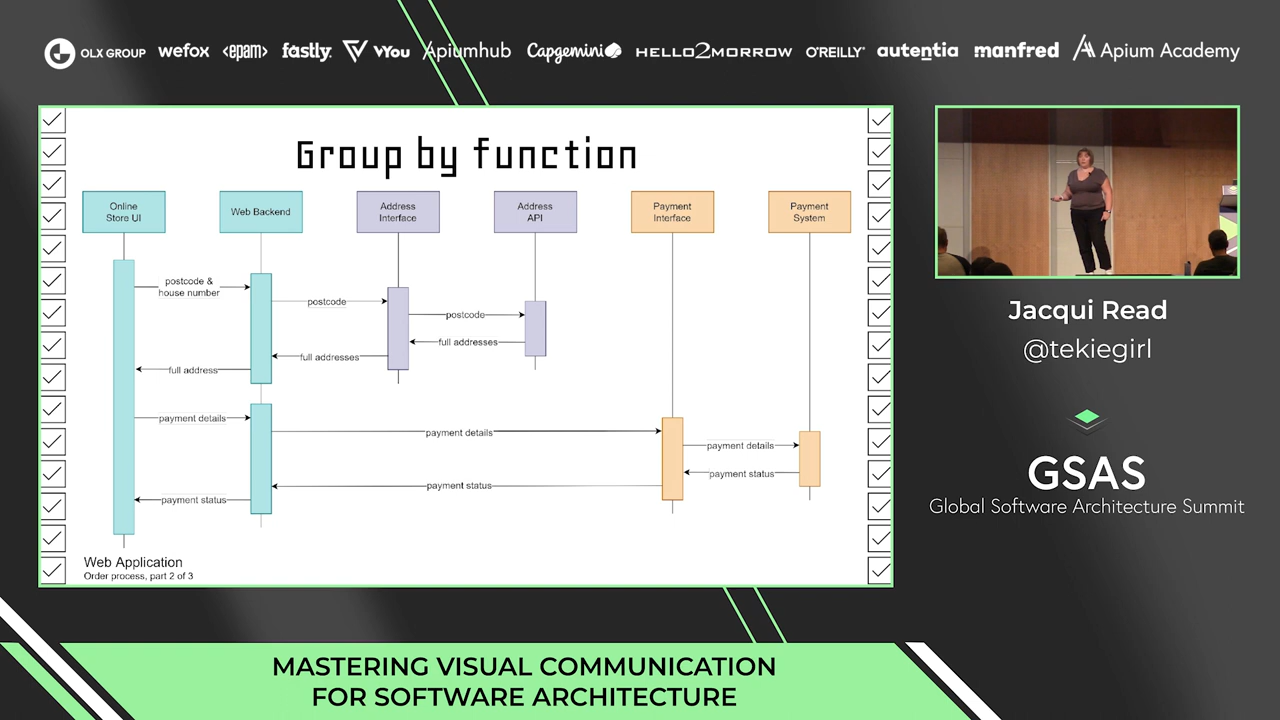 OLX GROUP wefox <epam> fastly. VYou Apiumhub Capgemini HELLO2MORROW O'REILLY® autentia manfred Apium Academy
Group by function
Online
Store UI
Web Backend
Address
Interface
Address
API
Payment
Interface
Payment
System
postcode &
house number
postcode
postcode
full addresses
full addresses
full address
payment details
payment details
payment details
payment status
payment status
payment status
Web Application
Order process, part 2 of 3
Jacqui Read
@tekiegirl
GSAS
Global Software Architecture Summit
MASTERING VISUAL COMMUNICATION
FOR SOFTWARE ARCHITECTURE